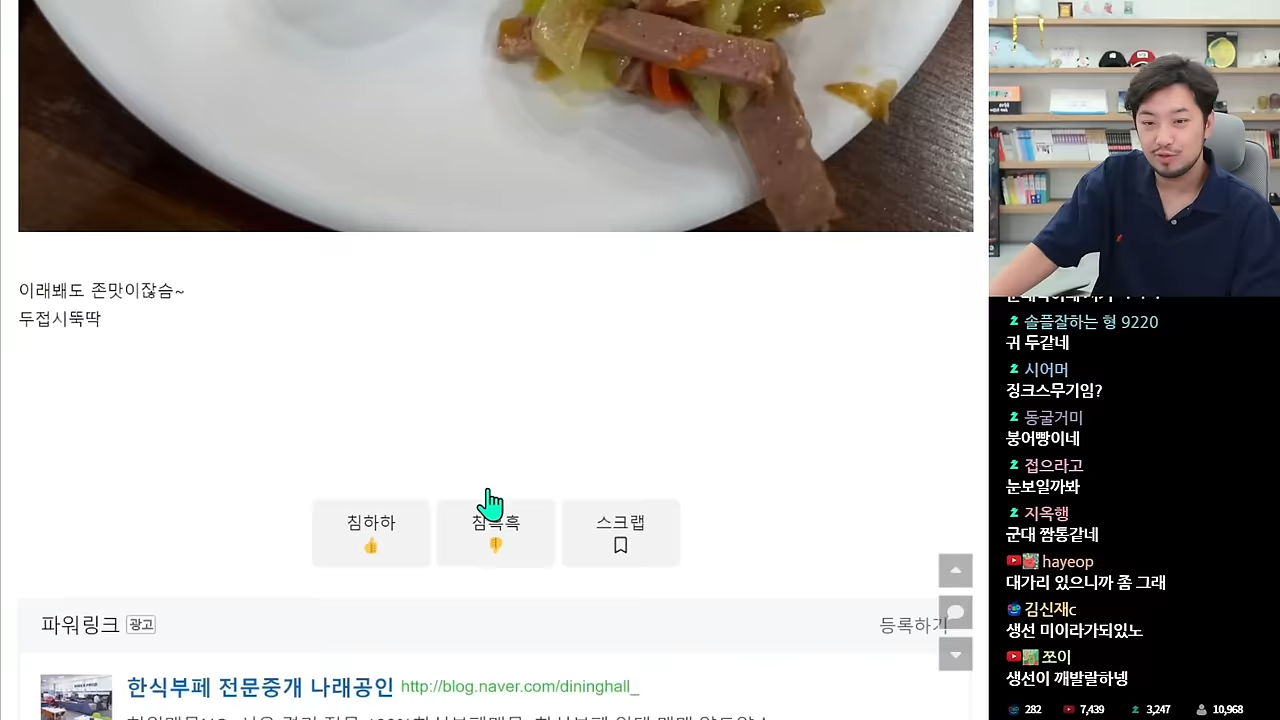 이래봬도 존맛이잖슴~
두접시뚝딱
침하하
침흑흑
스크랩
파워링크 광고
등록하기
한식부페 전문중개 나래공인 http://blog.naver.com/dininghall_
솔플잘하는 형 9220
귀 두같네
시어머
징크스무기임?
동굴거미
붕어빵이네
접으라고
눈보일까봐
지옥행
군대 짬통같네
hayeop
대가리 있으니까 좀 그래
김신재c
생선 미이라가되있노
쪼이
생선이 깨발랄하넹
282 7,439 3,247 10,968